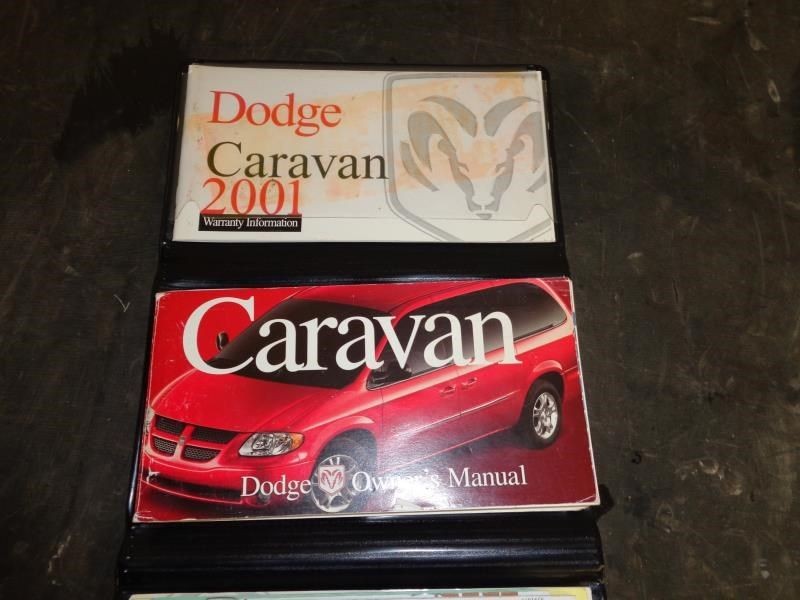 Dodge
Caravan
2001
Warranty Information
Caravan
Dodge Owner's Manual